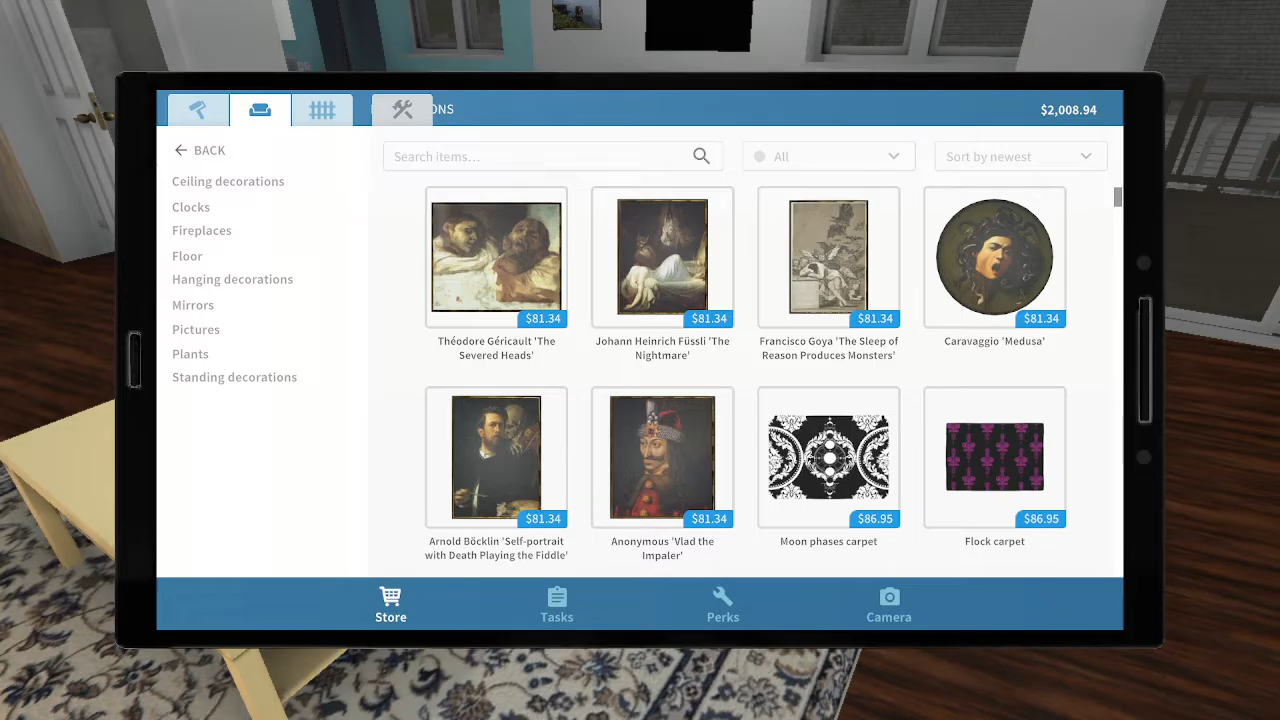 ONS
$2,008.94
BACK
Ceiling decorations
Clocks
Fireplaces
Floor
Hanging decorations
Mirrors
Pictures
Plants
Standing decorations
Search items...
All
Sort by newest
$81.34
$81.34
$81.34
$81.34
Théodore Géricault 'The
Severed Heads'
Johann Heinrich Füssli 'The
Nightmare'
Francisco Goya 'The Sleep of
Reason Produces Monsters'
Caravaggio 'Medusa'
$81.34
$81.34
$86.95
$86.95
Arnold Böcklin 'Self-portrait
with Death Playing the Fiddle'
Anonymous 'Vlad the
Impaler'
Moon phases carpet
Flock carpet
Store
Tasks
Perks
Camera